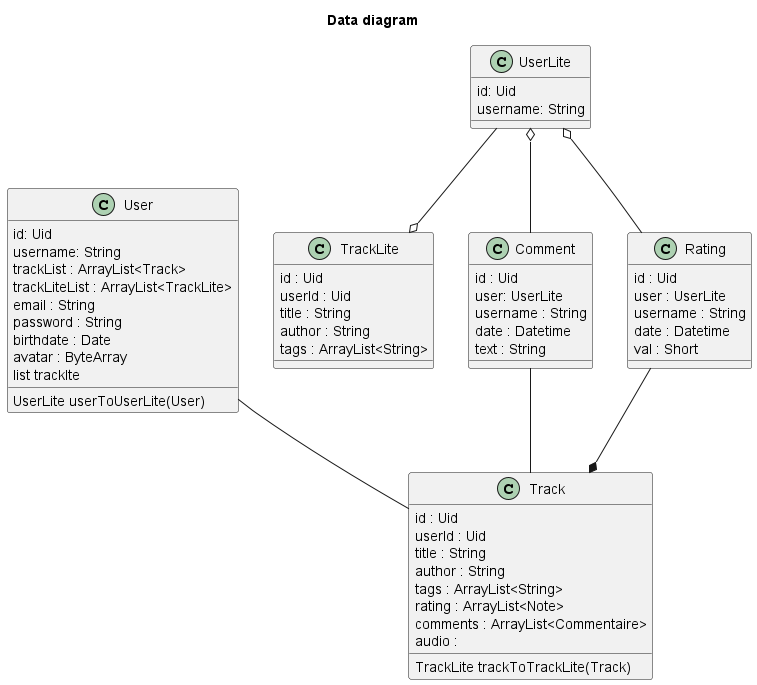 Data diagram
C UserLite
id: Uid
username: String
C User
id: Uid
username: String
trackList : ArrayList<Track>
trackLiteList : ArrayList<TrackLite>
email : String
password : String
birthdate : Date
avatar : ByteArray
list tracklte
UserLite userToUserLite(User)
C TrackLite
id : Uid
userId : Uid
title : String
author : String
tags : ArrayList<String>
C Comment
id : Uid
user: UserLite
username : String
date : Datetime
text : String
C Rating
id : Uid
user : UserLite
username : String
date : Datetime
val : Short
C Track
id : Uid
userId : Uid
title : String
author : String
tags : ArrayList<String>
rating : ArrayList<Note>
comments : ArrayList<Commentaire>
audio :
TrackLite trackToTrackLite(Track)